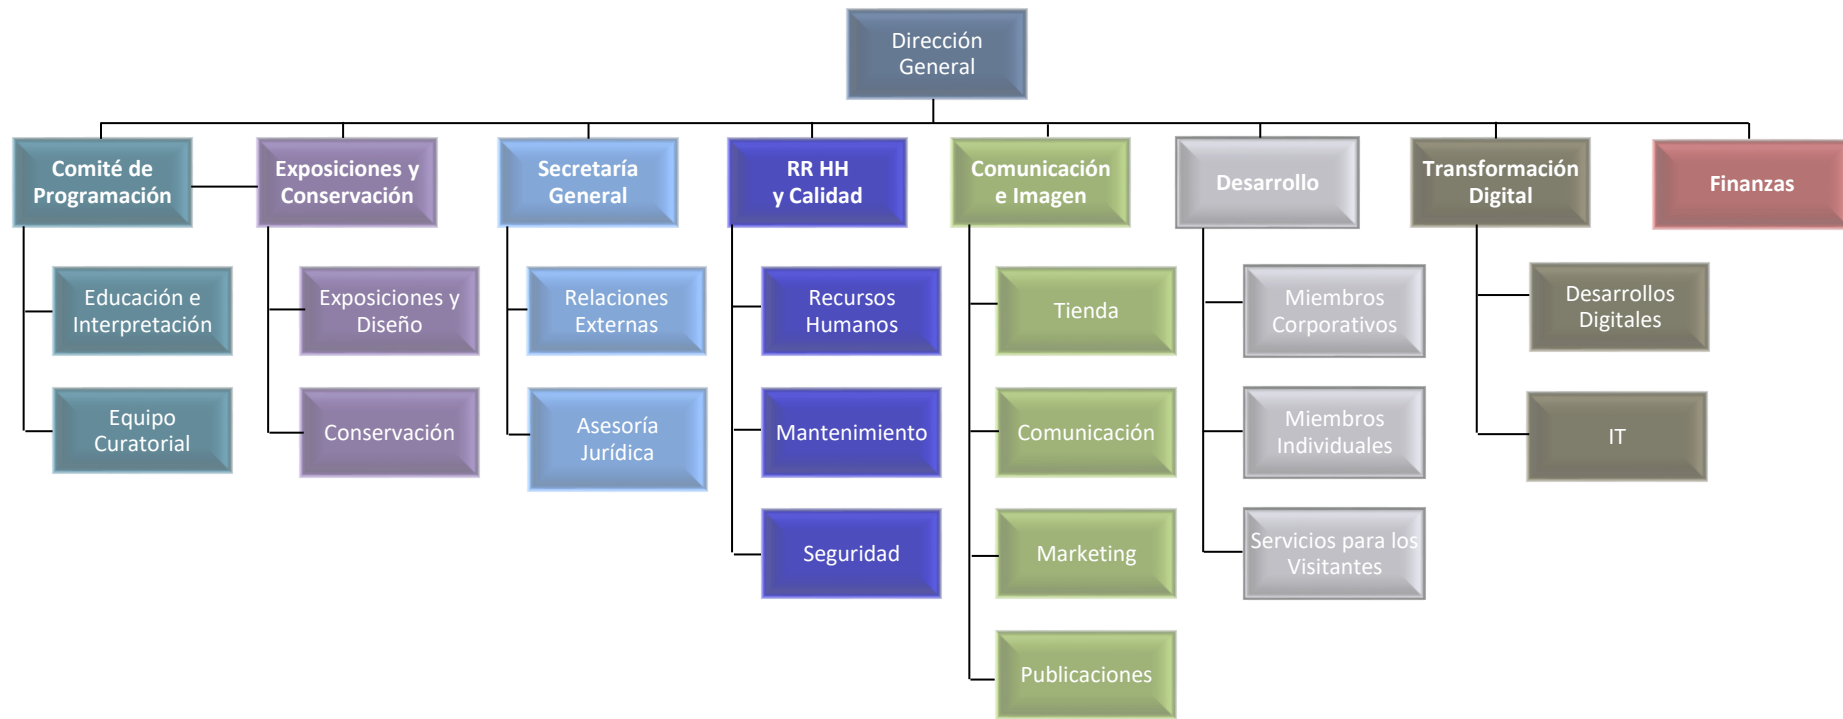 Dirección
General
Comité de
Programación
Exposiciones y
Conservación
Secretaría
General
RR HH
y Calidad
Comunicación
e Imagen
Desarrollo
Transformación
Digital
Finanzas
Educación e
Interpretación
Equipo
Curatorial
Exposiciones y
Diseño
Conservación
Relaciones
Externas
Asesoría
Jurídica
Recursos
Humanos
Mantenimiento
Seguridad
Tienda
Comunicación
Marketing
Publicaciones
Miembros
Corporativos
Miembros
Individuales
Servicios para los
Visitantes
Desarrollos
Digitales
IT